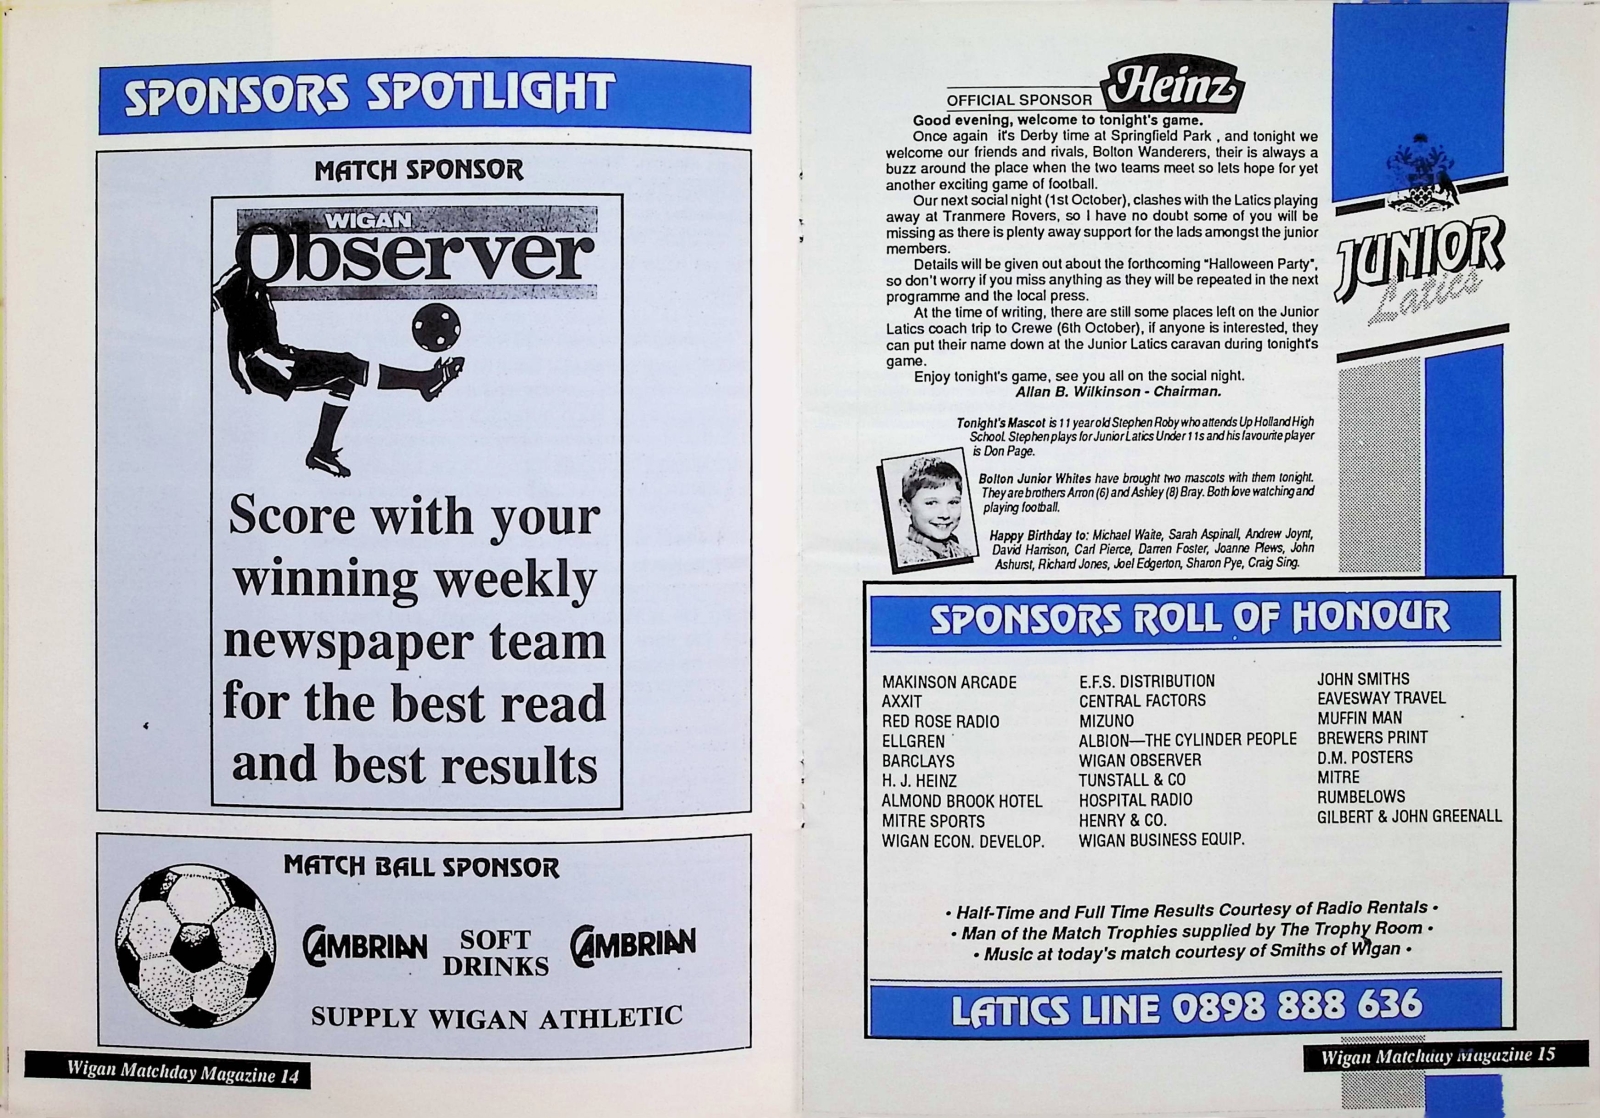 SPONSORS SPOTLIGHT
MATCH SPONSOR
WIGAN
Observer
Score with your
winning weekly
newspaper team
for the best read
and best results
MATCH BALL SPONSOR
CAMBRIAN SOFT DRINKS CAMBRIAN
SUPPLY WIGAN ATHLETIC
Wigan Matchday Magazine 14
OFFICIAL SPONSOR Heinz
Good evening, welcome to tonight's game.
Once again it's Derby time at Springfield Park , and tonight we
welcome our friends and rivals, Bolton Wanderers, their is always a
buzz around the place when the two teams meet so lets hope for yet
another exciting game of football.
Our next social night (1st October), clashes with the Latics playing
away at Tranmere Rovers, so I have no doubt some of you will be
missing as there is plenty away support for the lads amongst the junior
members.
Details will be given out about the forthcoming "Halloween Party",
so don't worry if you miss anything as they will be repeated in the next
programme and the local press.
At the time of writing, there are still some places left on the Junior
Latics coach trip to Crewe (6th October), if anyone is interested, they
can put their name down at the Junior Latics caravan during tonight's
game.
Enjoy tonight's game, see you all on the social night.
Allan B. Wilkinson - Chairman.
JUNIOR
Latics
Tonight's Mascot is 11 year old Stephen Roby who attends Up Holland High
School. Stephen plays for Junior Latics Under 11s and his favourite player
is Don Page.
Bolton Junior Whites have brought two mascots with them tonight.
They are brothers Arron (6) and Ashley (8) Bray. Both love watching and
playing football.
Happy Birthday to: Michael Waite, Sarah Aspinall, Andrew Joynt,
David Harrison, Carl Pierce, Darren Foster, Joanne Plews, John
Ashurst, Richard Jones, Joel Edgerton, Sharon Pye, Craig Sing.
SPONSORS ROLL OF HONOUR
MAKINSON ARCADE
AXXIT
RED ROSE RADIO
ELLGREN
BARCLAYS
H. J. HEINZ
ALMOND BROOK HOTEL
MITRE SPORTS
WIGAN ECON. DEVELOP.
E.F.S. DISTRIBUTION
CENTRAL FACTORS
MIZUNO
ALBION—THE CYLINDER PEOPLE
WIGAN OBSERVER
TUNSTALL & CO
HOSPITAL RADIO
HENRY & CO.
WIGAN BUSINESS EQUIP.
JOHN SMITHS
EAVESWAY TRAVEL
MUFFIN MAN
BREWERS PRINT
D.M. POSTERS
MITRE
RUMBELOWS
GILBERT & JOHN GREENALL
• Half-Time and Full Time Results Courtesy of Radio Rentals •
• Man of the Match Trophies supplied by The Trophy Room •
• Music at today's match courtesy of Smiths of Wigan •
LATICS LINE 0898 888 636
Wigan Matchday Magazine 15